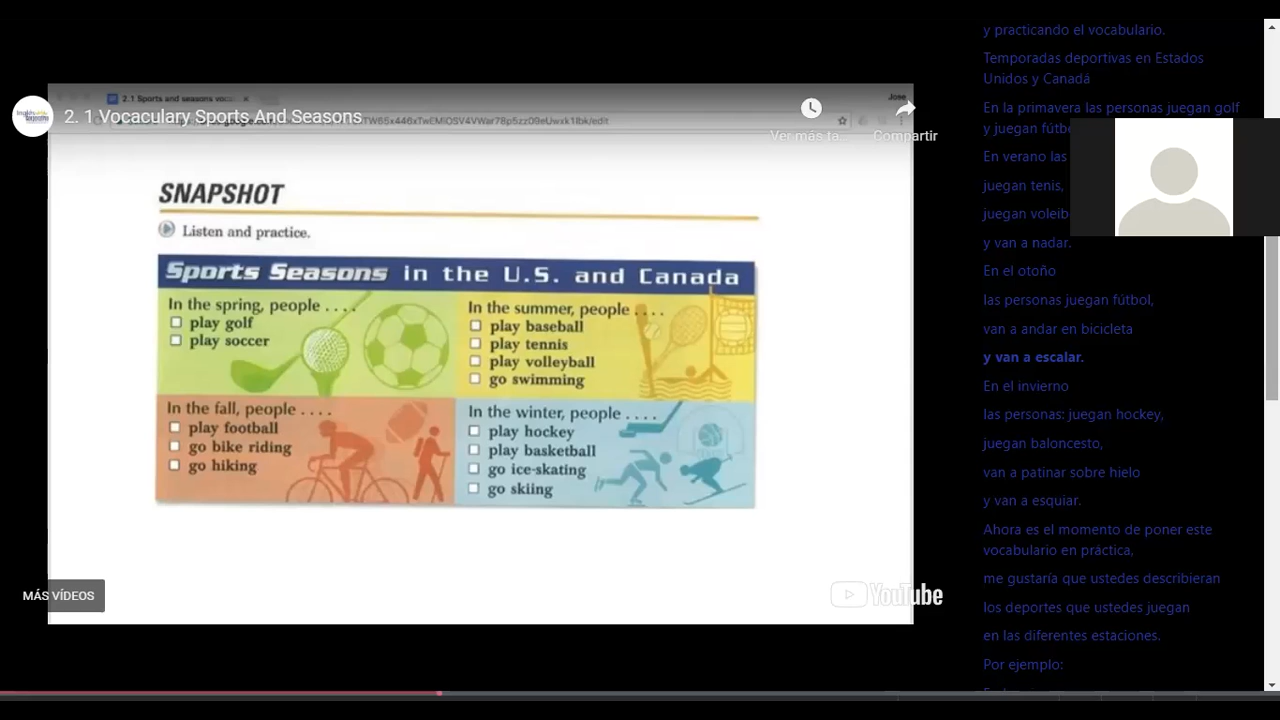 2. 1 Sports and seasons
Jose
2. 1 Vocaculary Sports And Seasons
Ver más ta...
Compartir
SNAPSHOT
Listen and practice.
Sports Seasons in the U.S. and Canada
In the spring, people . . . .
play golf
play soccer
In the summer, people . . . .
play baseball
play tennis
play volleyball
go swimming
In the fall, people . . . .
play football
go bike riding
go hiking
In the winter, people . . . .
play hockey
play basketball
go ice-skating
go skiing
MÁS VÍDEOS
YouTube
y practicando el vocabulario.
Temporadas deportivas en Estados
Unidos y Canadá
En la primavera las personas juegan golf
y juegan
En verano las
juegan tenis,
juegan
y van a nadar.
En el otoño
las personas juegan fútbol,
van a andar en bicicleta
y van a escalar.
En el invierno
las personas: juegan hockey,
juegan baloncesto,
van a patinar sobre hielo
y van a esquiar.
Ahora es el momento de poner este
vocabulario en práctica,
me gustaría que ustedes describieran
los deportes que ustedes juegan
en las diferentes estaciones.
Por ejemplo: